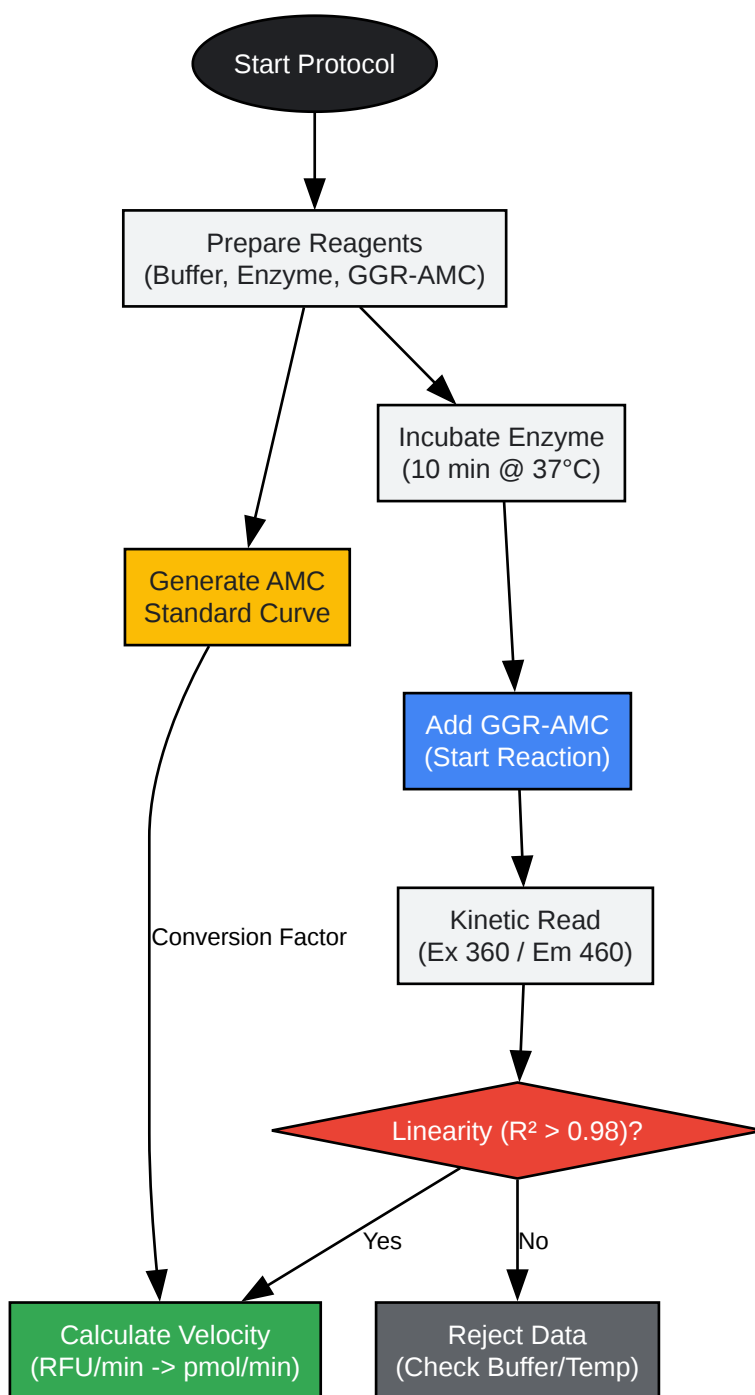 Start Protocol
Prepare Reagents
(Buffer, Enzyme, GGR-AMC)
Incubate Enzyme
(10 min @ 37°C)
Generate AMC
Standard Curve
Add GGR-AMC
(Start Reaction)
Kinetic Read
(Ex 360 / Em 460)
Conversion Factor
Linearity (R² > 0.98)?
Yes
No
Calculate Velocity
(RFU/min -> pmol/min)
Reject Data
(Check Buffer/Temp)